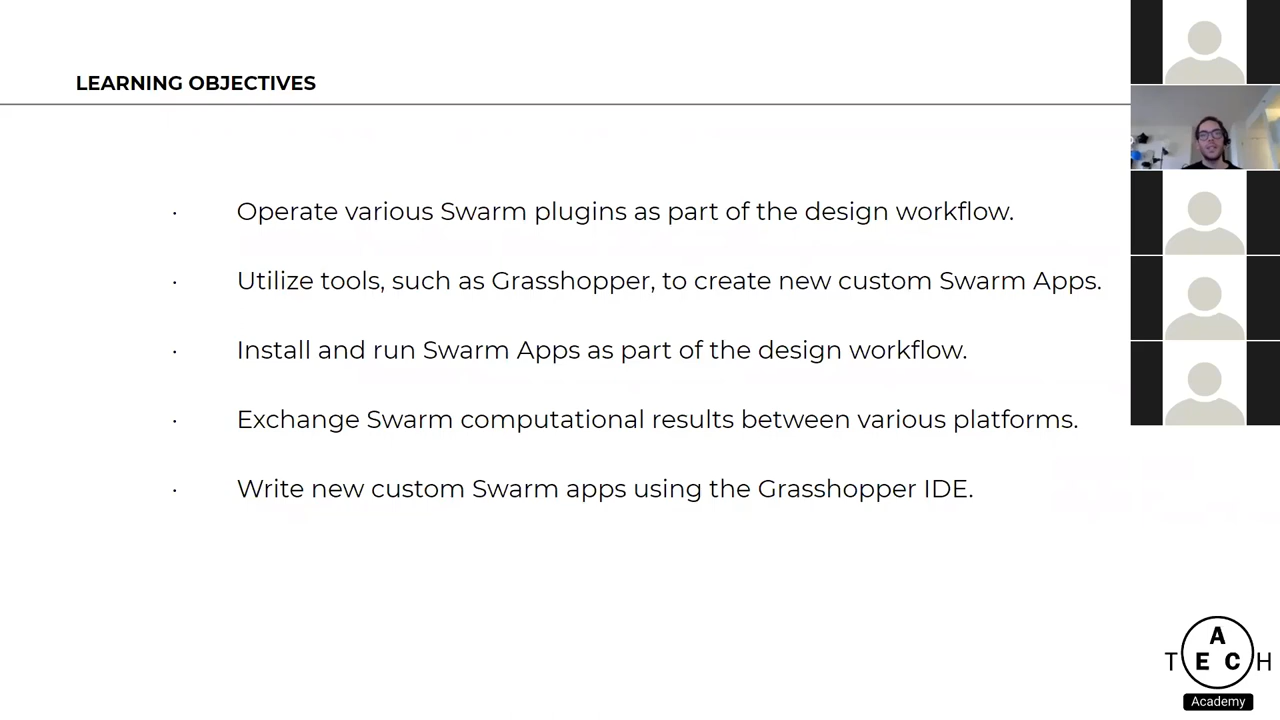 LEARNING OBJECTIVES
· Operate various Swarm plugins as part of the design workflow.
· Utilize tools, such as Grasshopper, to create new custom Swarm Apps.
· Install and run Swarm Apps as part of the design workflow.
· Exchange Swarm computational results between various platforms.
· Write new custom Swarm apps using the Grasshopper IDE.
A
T E C H
Academy